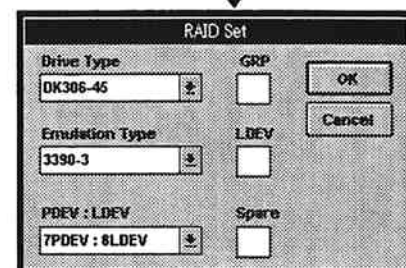 RAID Set
Drive Type GRP
DK306-45
OK
Cancel
Emulation Type LDEV
3390-3
PDEV : LDEV Spare
7PDEV : 8LDEV